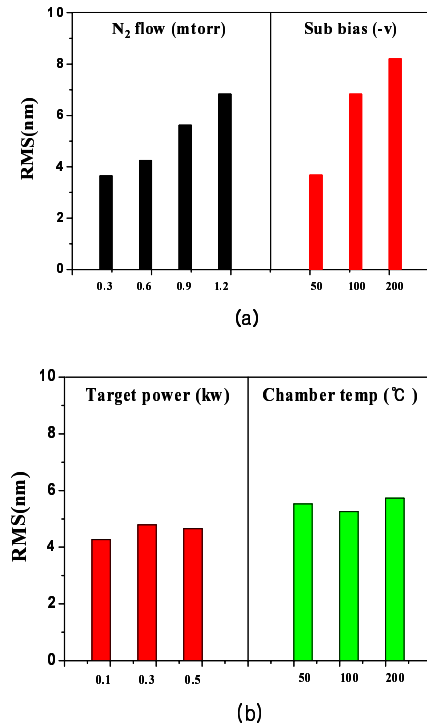 10
N₂ flow (mtorr) Sub bias (-v)
8
6
RMS(nm)
4
2
0
0.3 0.6 0.9 1.2 50 100 200
(a)
10
Target power (kw) Chamber temp (℃)
8
6
RMS(nm)
4
2
0
0.1 0.3 0.5 50 100 200
(b)